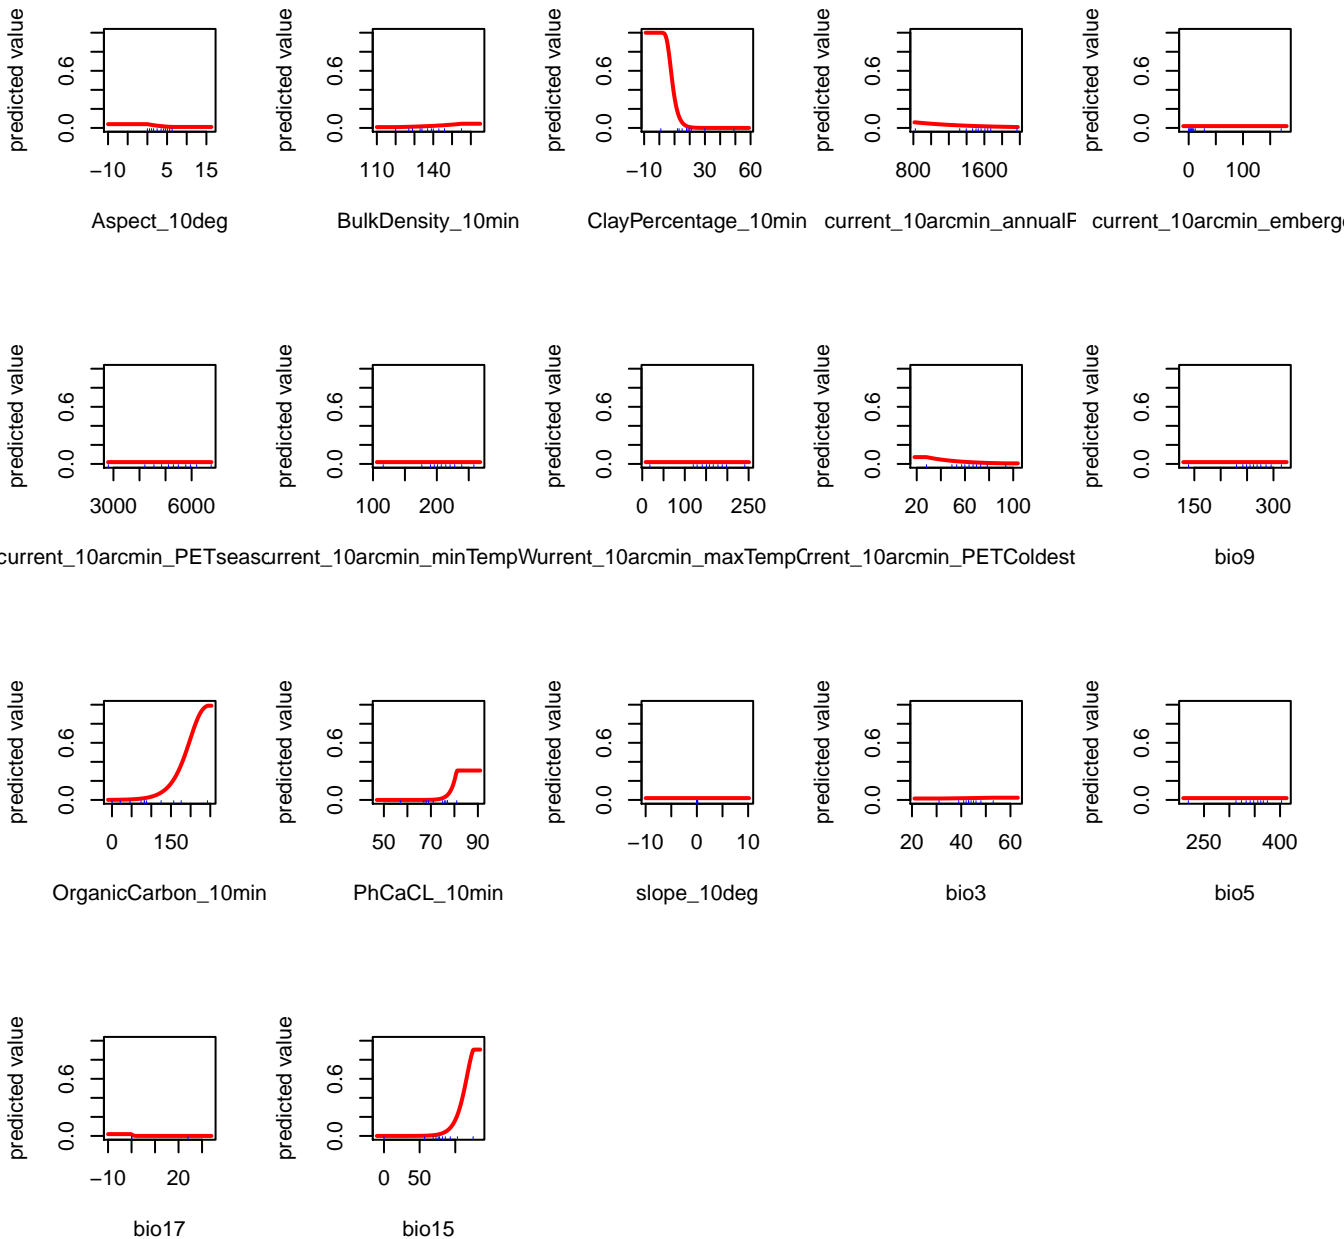 predicted value predicted value predicted value predicted value predicted value
0.6 0.6 0.6 0.6 0.6
0.0 0.0 0.0 0.0 0.0
−10 5 15 110 140 −10 30 60 800 1600 0 100
Aspect_10deg BulkDensity_10min ClayPercentage_10min current_10arcmin_annualP current_10arcmin_emberge
predicted value predicted value predicted value predicted value predicted value
0.6 0.6 0.6 0.6 0.6
0.0 0.0 0.0 0.0 0.0
3000 6000 100 200 0 100 250 20 60 100 150 300
current_10arcmin_PETseas current_10arcmin_minTempW urrent_10arcmin_maxTempC rrent_10arcmin_PETColdest bio9
predicted value predicted value predicted value predicted value predicted value
0.6 0.6 0.6 0.6 0.6
0.0 0.0 0.0 0.0 0.0
0 150 50 70 90 −10 0 10 20 40 60 250 400
OrganicCarbon_10min PhCaCL_10min slope_10deg bio3 bio5
predicted value predicted value
0.6 0.6
0.0 0.0
−10 20 0 50
bio17 bio15